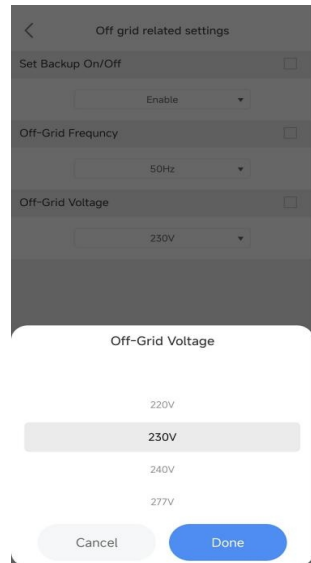 Off grid related settings
Set Backup On/Off
Enable
Off-Grid Frequncy
50Hz
Off-Grid Voltage
230V
Off-Grid Voltage
220V
230V
240V
277V
Cancel Done